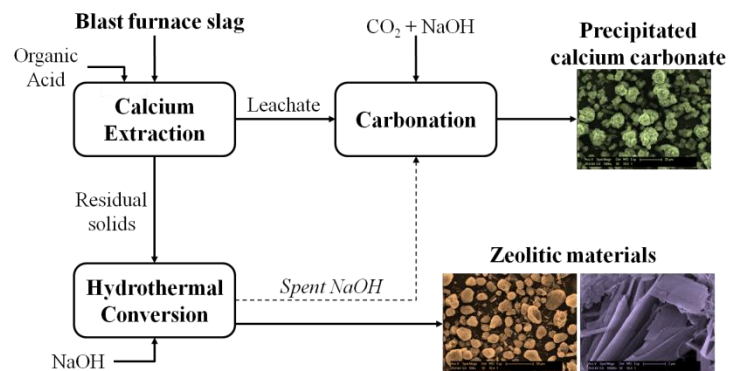 Blast furnace slag
Organic
Acid
Calcium
Extraction
Leachate
CO₂ + NaOH
Carbonation
Precipitated
calcium carbonate
Residual
solids
Hydrothermal
Conversion
Spent NaOH
NaOH
Zeolitic materials